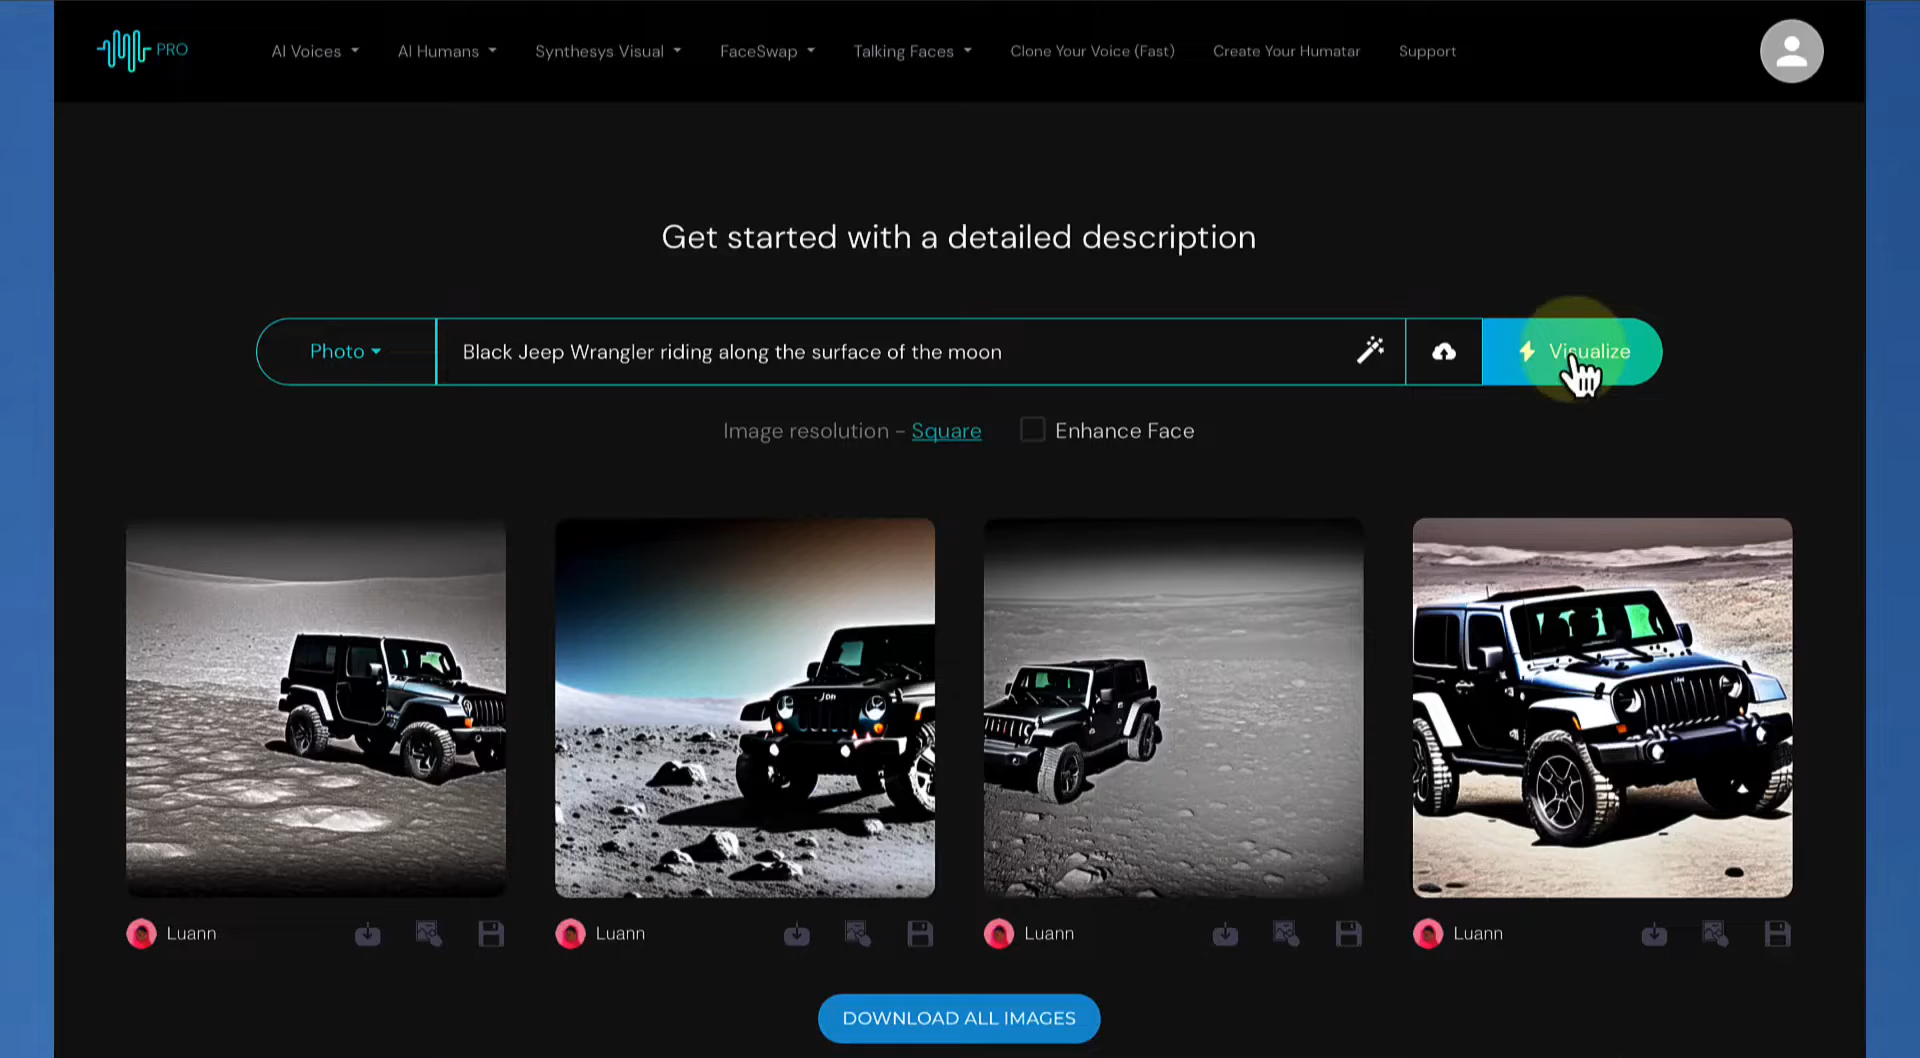 PRO
AI Voices AI Humans Synthesys Visual FaceSwap Talking Faces Clone Your Voice (Fast) Create Your Humatar Support
Get started with a detailed description
Photo Black Jeep Wrangler riding along the surface of the moon Visualize
Image resolution - Square Enhance Face
Luann Luann Luann Luann
DOWNLOAD ALL IMAGES